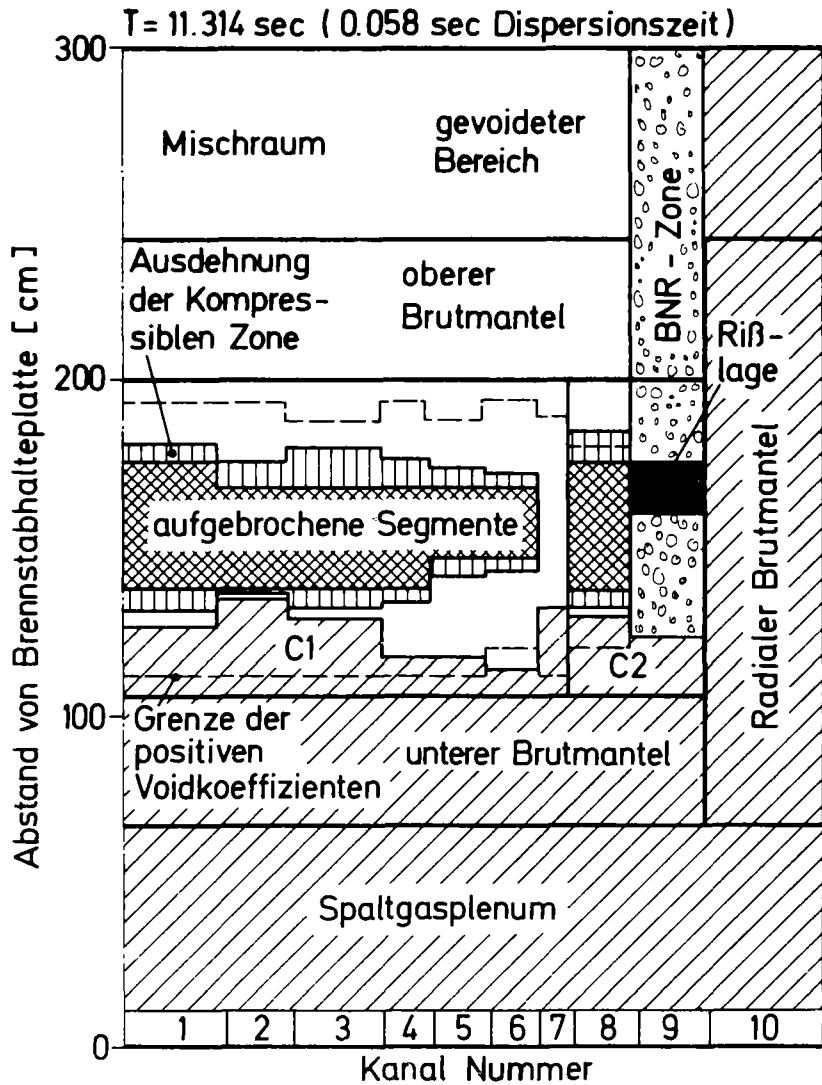 T = 11.314 sec ( 0.058 sec Dispersionszeit )
300
Mischraum
gevoideter
Bereich
BNR - Zone
Ausdehnung
der Kompres-
siblen Zone
oberer
Brutmantel
Riß-
lage
200
aufgebrochene Segmente
C1
C2
100
Grenze der
positiven
Voidkoeffizienten
unterer Brutmantel
Radialer Brutmantel
Spaltgasplenum
0
1 2 3 4 5 6 7 8 9 10
Kanal Nummer
Abstand von Brennstabhalteplatte [ cm ]